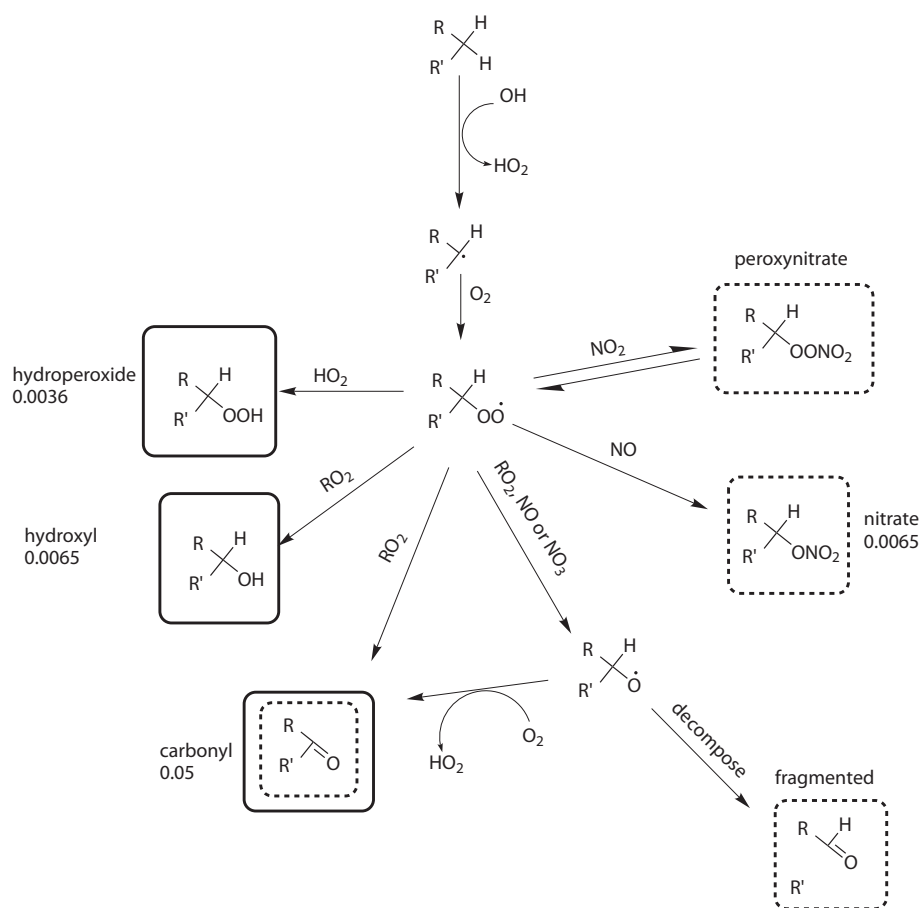 R
H
R'
H
OH
HO2
R
H
R'
O2
peroxynitrate
R
H
R'
OONO2
NO2
hydroperoxide
0.0036
R
H
R'
OOH
HO2
R
H
R'
OO
NO
RO2
RO2
RO2, NO or NO3
hydroxyl
0.0065
R
H
R'
OH
R
H
R'
ONO2
nitrate
0.0065
R
H
R'
O
carbonyl
0.05
R
R'
O
HO2
O2
decompose
fragmented
R
H
O
R'